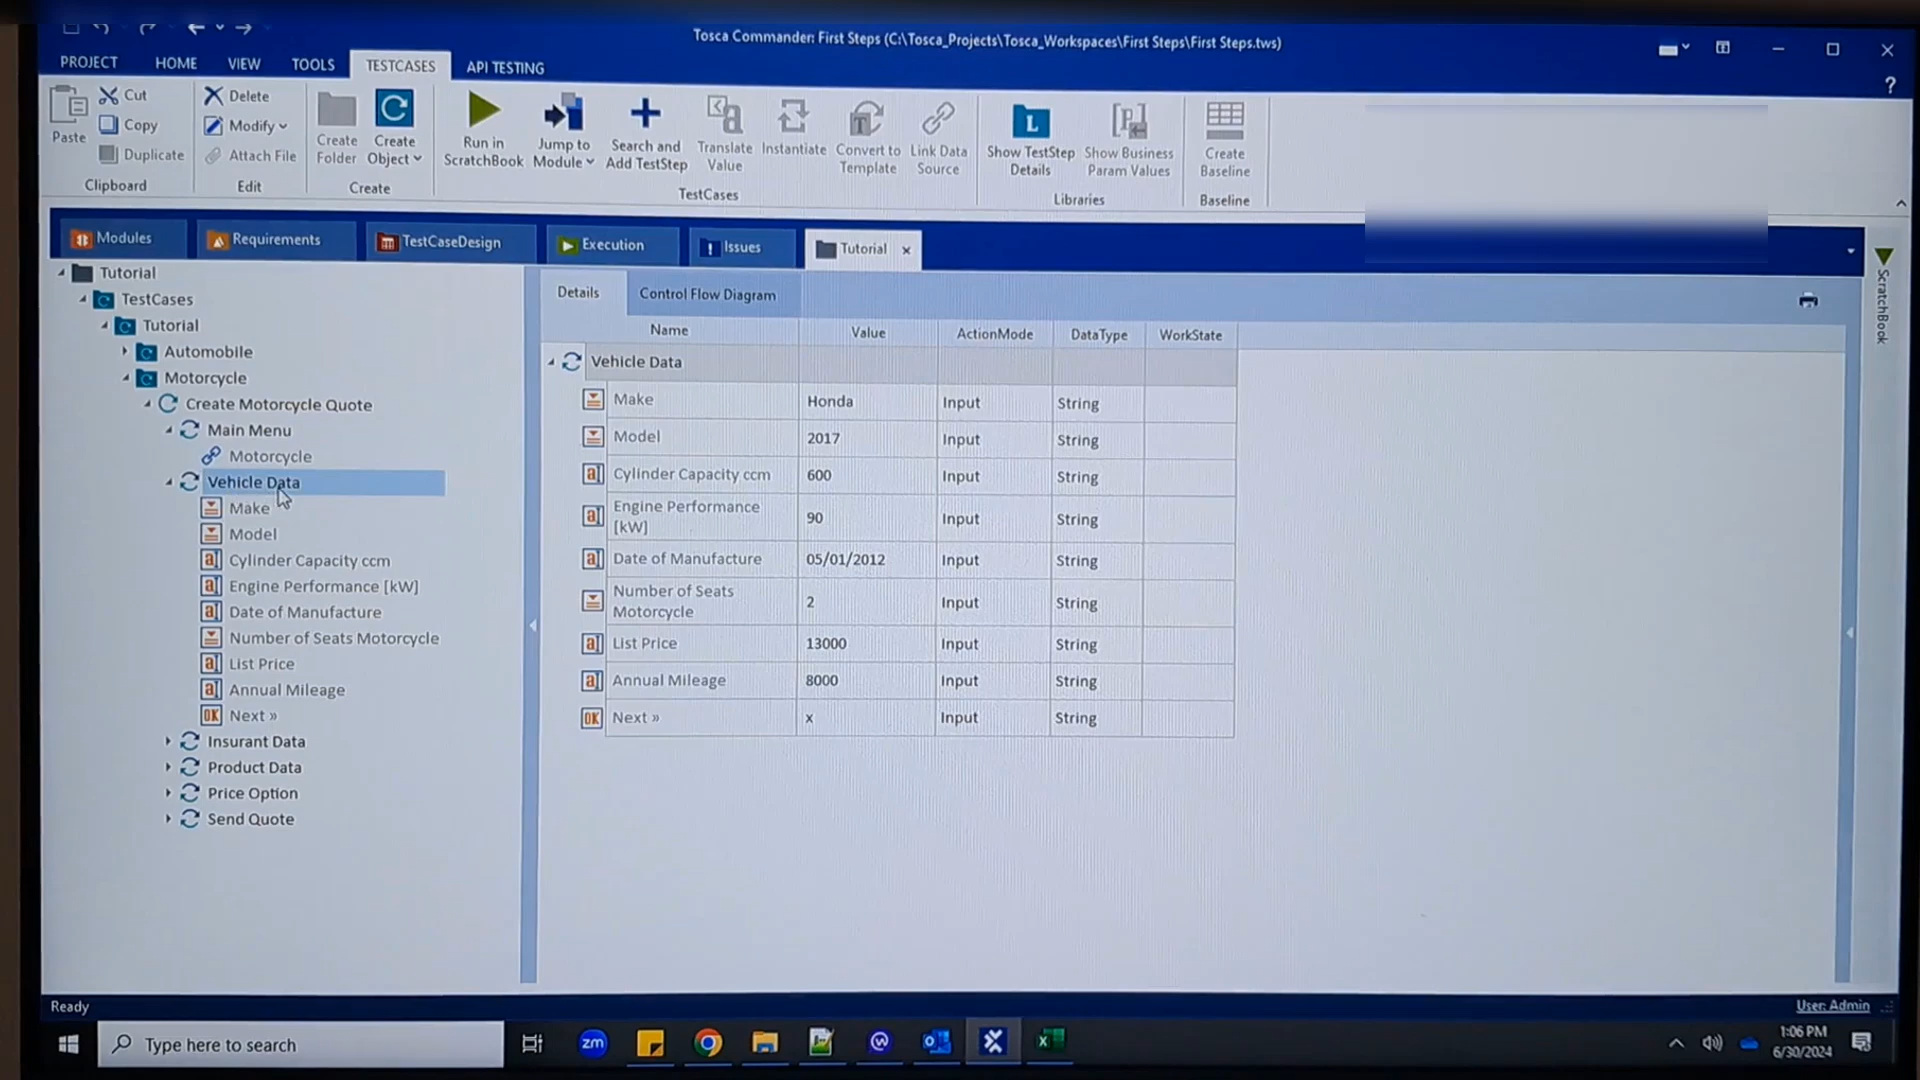 Tosca Commander: First Steps (C:\Tosca_Projects\Tosca_Workspaces\First Steps\First Steps.tws)
PROJECT HOME VIEW TOOLS TESTCASES API TESTING
?
Paste
Cut
Copy
Duplicate
Clipboard
Delete
Modify
Attach File
Edit
Create Folder
Create Object
Create
Run in ScratchBook
Jump to Module
Search and Add TestStep
Translate Value
Instantiate
Convert to Template
Link Data Source
TestCases
Show TestStep Details
Show Business Param Values
Libraries
Create Baseline
Baseline
Modules Requirements TestCaseDesign Execution Issues Tutorial
ScratchBook
Tutorial
TestCases
Tutorial
Automobile
Motorcycle
Create Motorcycle Quote
Main Menu
Motorcycle
Vehicle Data
Make
Model
Cylinder Capacity ccm
Engine Performance [kW]
Date of Manufacture
Number of Seats Motorcycle
List Price
Annual Mileage
Next »
Insurant Data
Product Data
Price Option
Send Quote
Details Control Flow Diagram
Name Value ActionMode DataType WorkState
Vehicle Data
Make Honda Input String
Model 2017 Input String
Cylinder Capacity ccm 600 Input String
Engine Performance [kW] 90 Input String
Date of Manufacture 05/01/2012 Input String
Number of Seats Motorcycle 2 Input String
List Price 13000 Input String
Annual Mileage 8000 Input String
OK Next » x Input String
Ready
User: Admin
Type here to search
zm
1:06 PM
6/30/2024